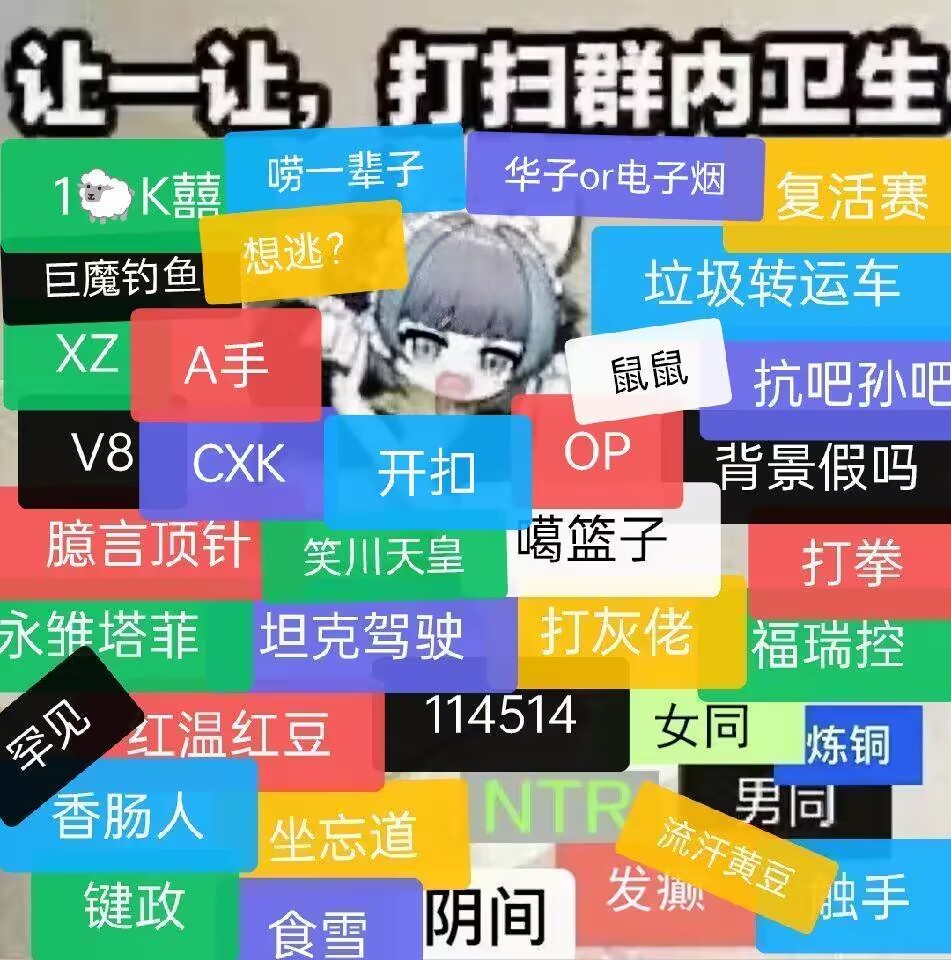 让一让，打扫群内卫生
1🐑K囍
唠一辈子
华子or电子烟
复活赛
巨魔钓鱼
想逃？
垃圾转运车
XZ
A手
鼠鼠
抗吧孙吧
V8
CXK
开扣
OP
背景假吗
臆言顶针
笑川天皇
噶篮子
打拳
永雏塔菲
坦克驾驶
打灰佬
福瑞控
罕见
红温红豆
114514
女同
炼铜
香肠人
坐忘道
NTR
男同
流汗黄豆
键政
食雪
阴间
发癫
触手